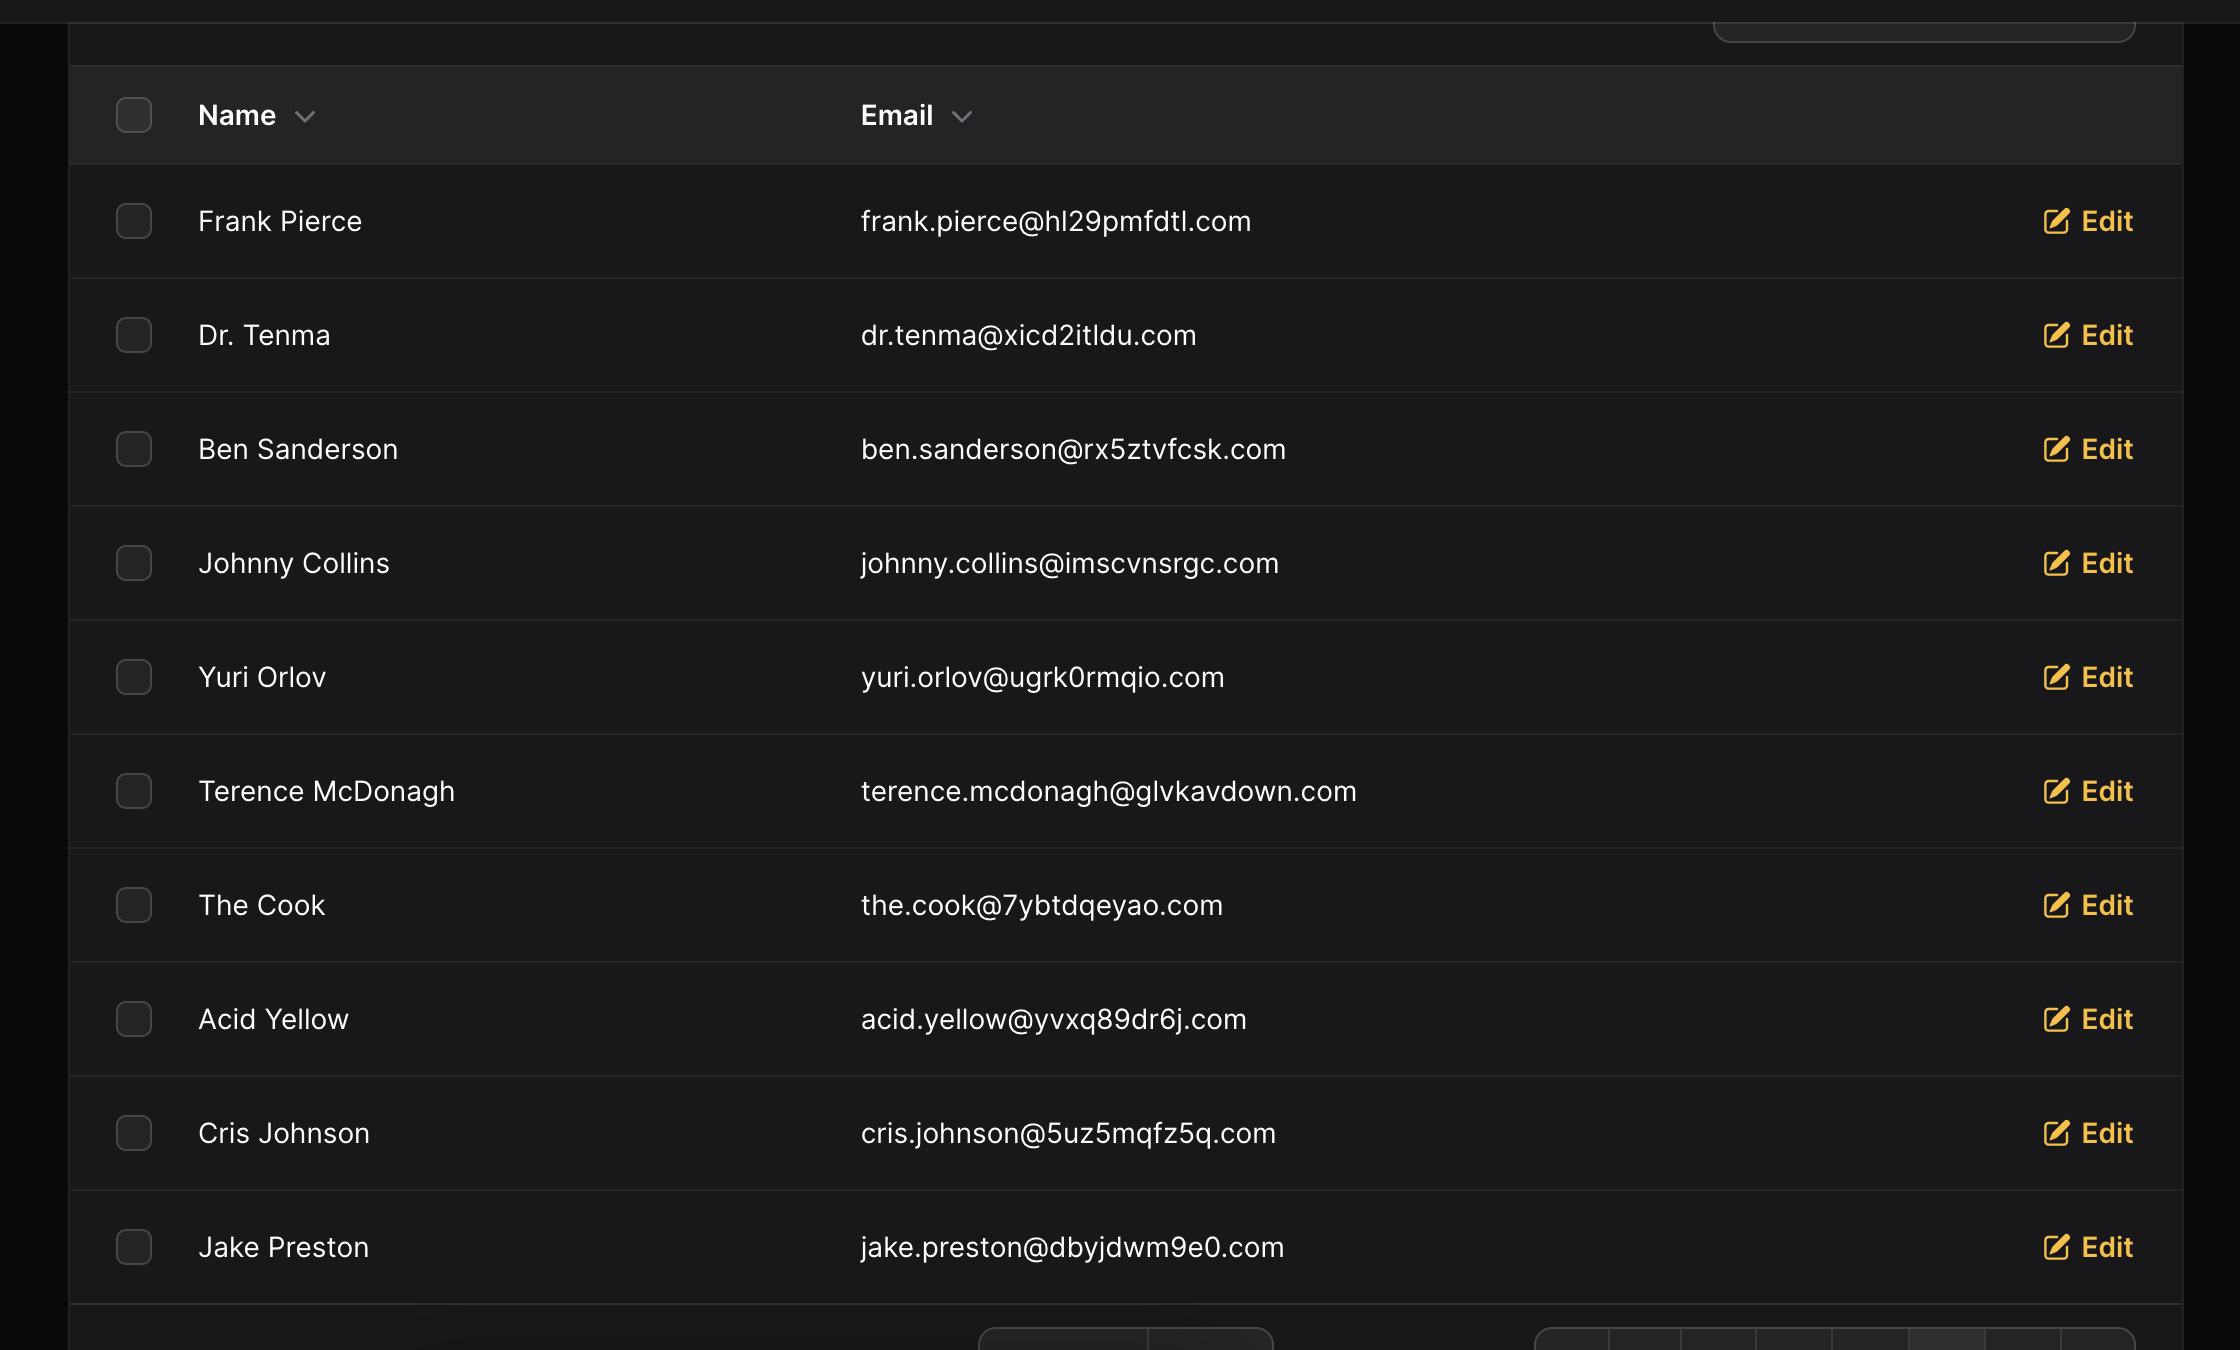 Name Email
Frank Pierce frank.pierce@hl29pmfdtl.com Edit
Dr. Tenma dr.tenma@xicd2itldu.com Edit
Ben Sanderson ben.sanderson@rx5ztvfcsk.com Edit
Johnny Collins johnny.collins@imscvnsrgc.com Edit
Yuri Orlov yuri.orlov@ugrk0rmqio.com Edit
Terence McDonagh terence.mcdonagh@glvkavdown.com Edit
The Cook the.cook@7ybtdqeyao.com Edit
Acid Yellow acid.yellow@yvxq89dr6j.com Edit
Cris Johnson cris.johnson@5uz5mqfz5q.com Edit
Jake Preston jake.preston@dbyjdwm9e0.com Edit